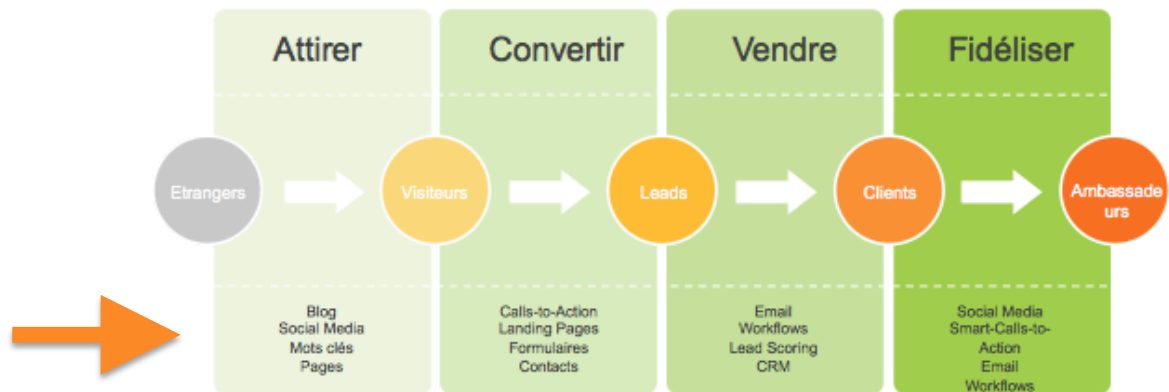 Attirer
Convertir
Vendre
Fidéliser
Etrangers
Visiteurs
Leads
Clients
Ambassade
urs
Blog
Social Media
Mots clés
Pages
Calls-to-Action
Landing Pages
Formulaires
Contacts
Email
Workflows
Lead Scoring
CRM
Social Media
Smart-Calls-to-
Action
Email
Workflows